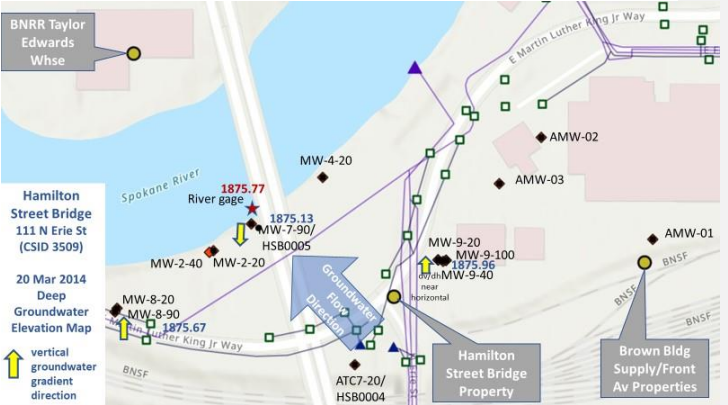 BNRR Taylor
Edwards
Whse
E Martin Luther King Jr Way
AMW-02
MW-4-20
AMW-03
Spokane River
1875.77
River gage
1875.13
MW-7-90/
HSB0005
Hamilton
Street Bridge
111 N Erie St
(CSID 3509)
20 Mar 2014
Deep
Groundwater
Elevation Map
vertical
groundwater
gradient
direction
MW-2-40
MW-2-20
MW-9-20
MW-9-100
1875.96
MW-9-40
dv/dh
near
horizontal
AMW-01
BNSF
BNSF
Groundwater
Flow
Direction
MW-8-20
MW-8-90
1875.67
Martin Luther King Jr Way
BNSF
BNSF
ATC7-20/
HSB0004
Erie St
Hamilton
Street Bridge
Property
Brown Bldg
Supply/Front
Av Properties